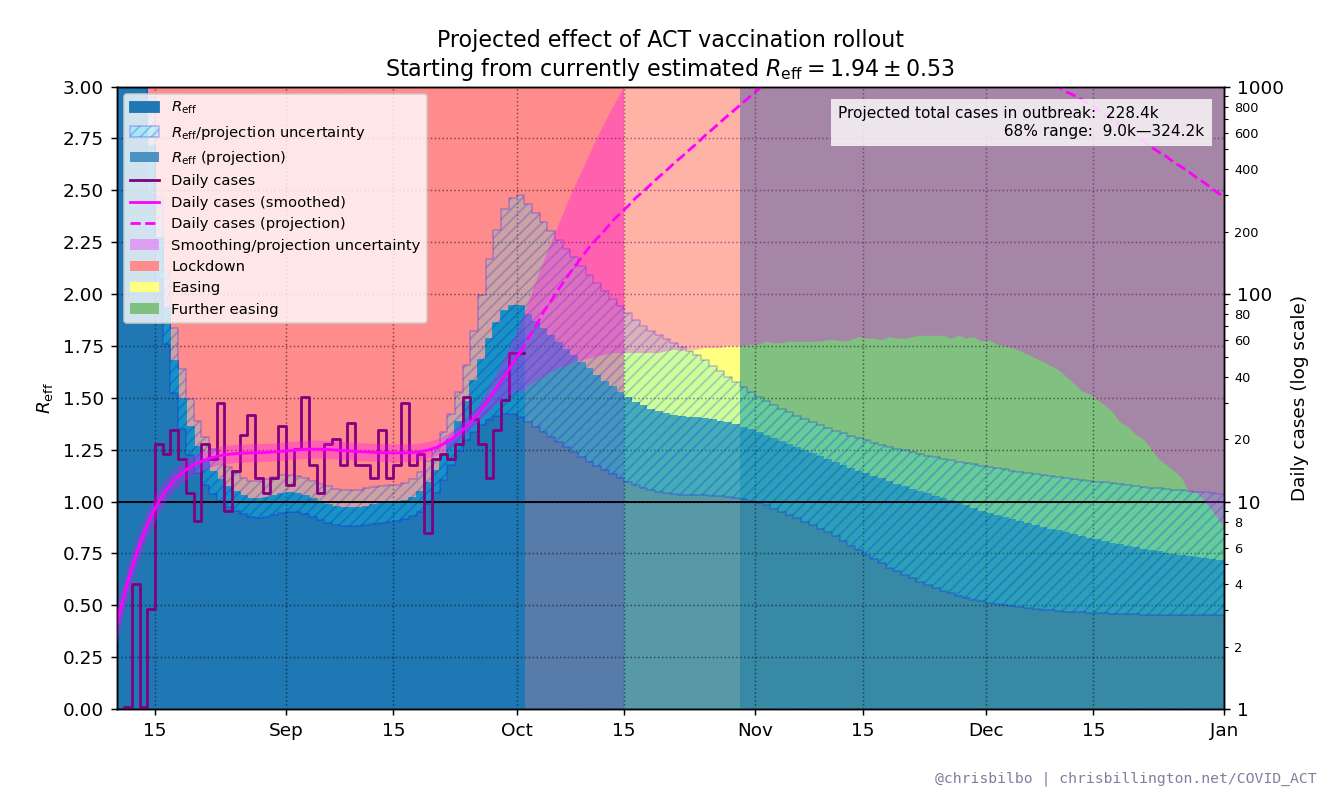 Projected effect of ACT vaccination rollout
Starting from currently estimated R_eff = 1.94 ± 0.53
R_eff
R_eff/projection uncertainty
R_eff (projection)
Daily cases
Daily cases (smoothed)
Daily cases (projection)
Smoothing/projection uncertainty
Lockdown
Easing
Further easing
Projected total cases in outbreak: 228.4k
68% range: 9.0k—324.2k
3.00
2.75
2.50
2.25
2.00
1.75
1.50
1.25
1.00
0.75
0.50
0.25
0.00
R_eff
1000
800
600
400
200
100
80
60
40
20
10
8
6
4
2
1
Daily cases (log scale)
15 Sep 15 Oct 15 Nov 15 Dec 15 Jan
@chrisbilbo | chrisbillington.net/COVID_ACT